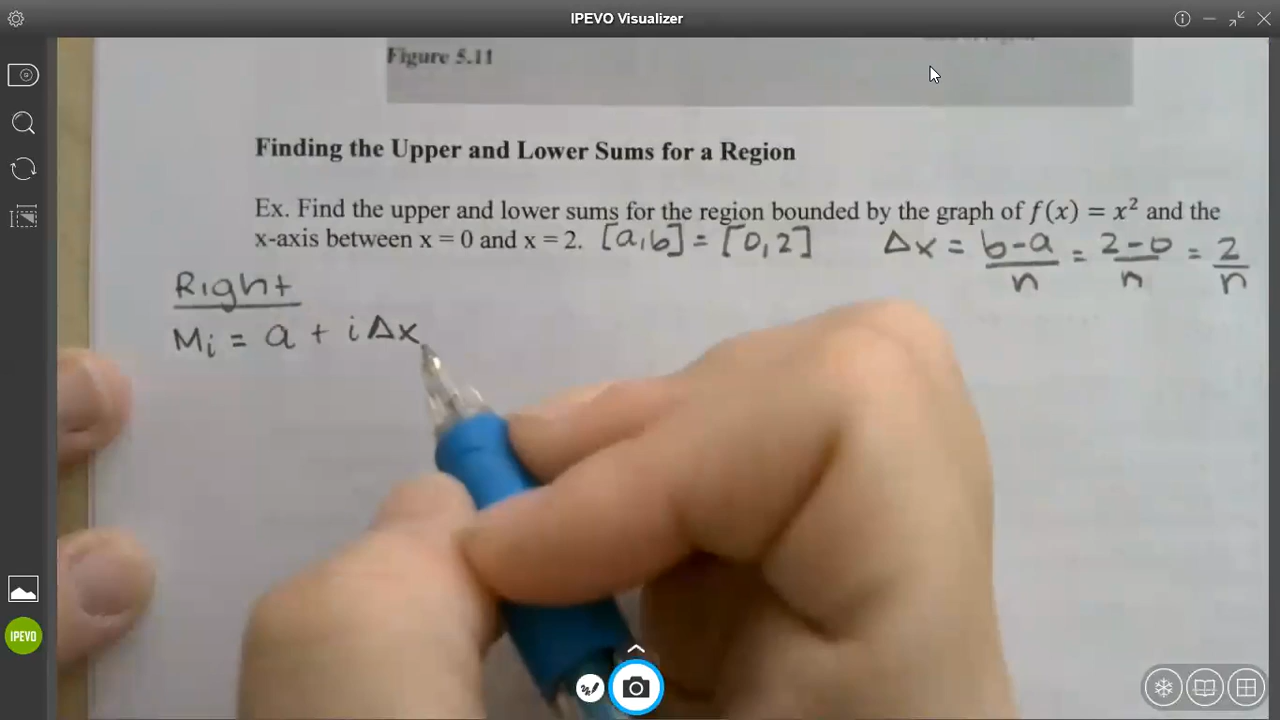 IPEVO Visualizer
Figure 5.11
Finding the Upper and Lower Sums for a Region
Ex. Find the upper and lower sums for the region bounded by the graph of f(x) = x² and the
x-axis between x = 0 and x = 2. [a,b] = [0,2] Δx = b-a/n = 2-0/n = 2/n
Right
Mi = a + iΔx
IPEVO